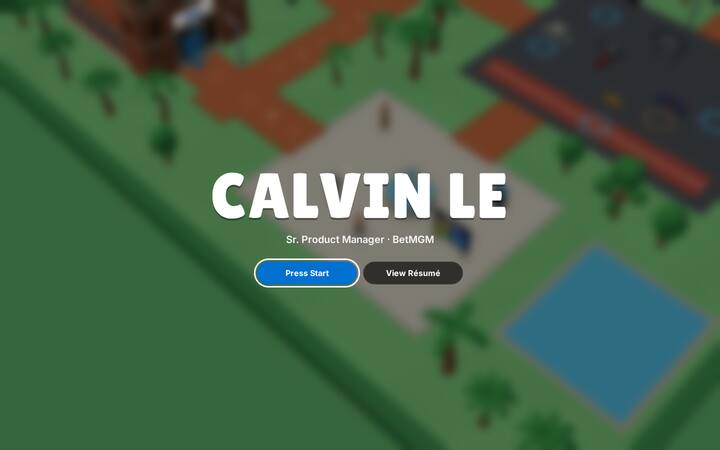 CALVIN LE
Sr. Product Manager · BetMGM
Press Start
View Résumé